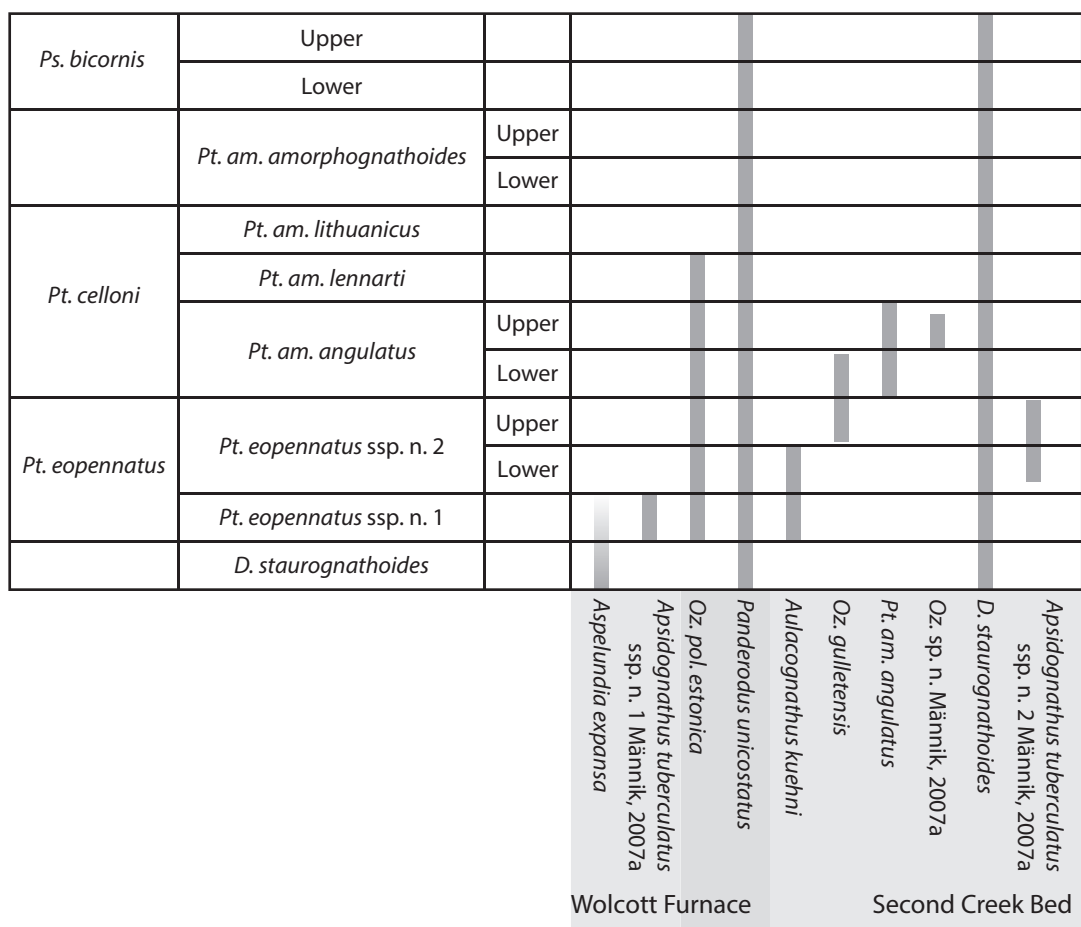 Ps. bicornis
Upper
Lower
Pt. am. amorphognathoides
Upper
Lower
Pt. celloni
Pt. am. lithuanicus
Pt. am. lennarti
Pt. am. angulatus
Upper
Lower
Pt. eopennatus
Pt. eopennatus ssp. n. 2
Upper
Lower
Pt. eopennatus ssp. n. 1
D. staurognathoides
Aspelundia expansa
Apsidognathus tuberculatus
ssp. n. 1 Männik, 2007a
Oz. pol. estonica
Panderodus unicostatus
Aulacognathus kuehni
Oz. gulletensis
Pt. am. angulatus
Oz. sp. n. Männik, 2007a
D. staurognathoides
Apsidognathus tuberculatus
ssp. n. 2 Männik, 2007a
Wolcott Furnace
Second Creek Bed